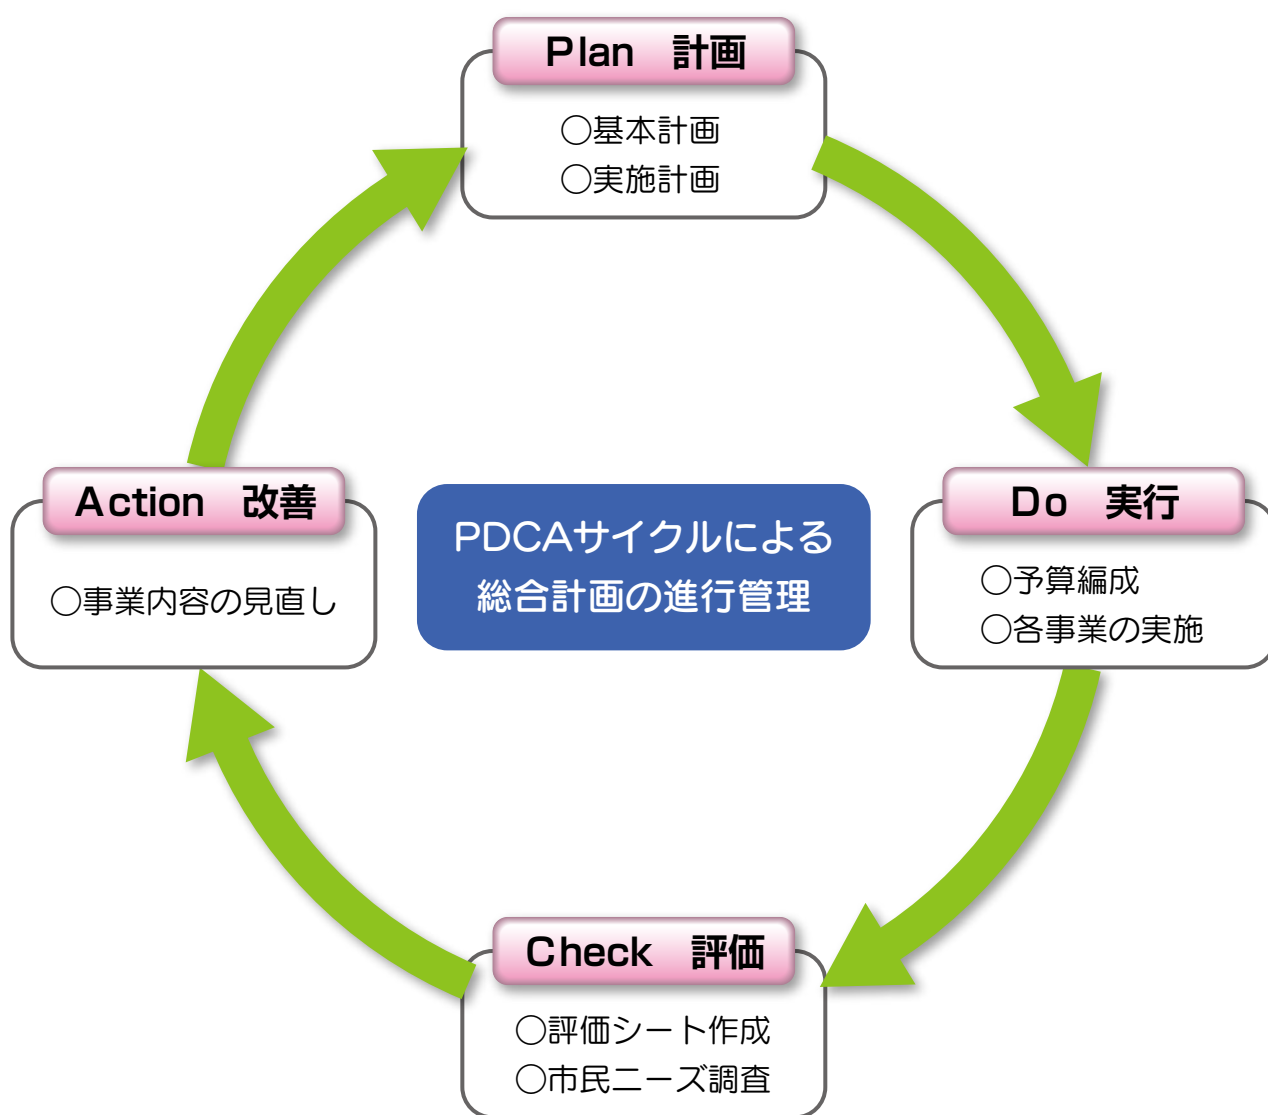 Plan　計画
○基本計画
○実施計画
Action　改善
○事業内容の見直し
PDCAサイクルによる
総合計画の進行管理
Do　実行
○予算編成
○各事業の実施
Check　評価
○評価シート作成
○市民ニーズ調査